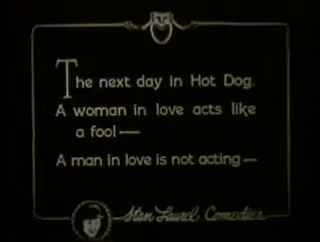 The next day in Hot Dog.
A woman in love acts like
a fool—
A man in love is not acting—
Stan Laurel Comedies